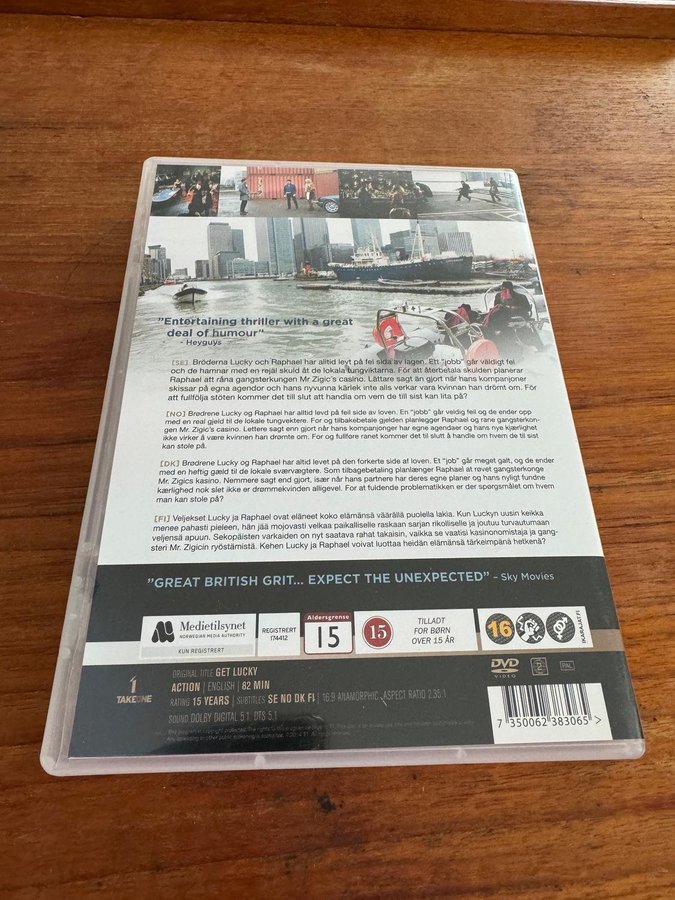 "Entertaining thriller with a great
deal of humour"
- Heyguys
[SE] Bröderna Lucky och Raphael har alltid levt på fel sida av lagen. Ett "jobb" går väldigt fel
och de hamnar med en rejäl skuld åt de lokala tungviktarna. För att återbetala skulden planerar
Raphael att råna gangsterkungen Mr Zigic's casino. Lättare sagt än gjort när hans kompanjoner
skissar på egna agendor och hans nyvunna kärlek inte alls verkar vara kvinnan han drömt om. För
att fullfölja stöten kommer det till slut att handla om vem de till sist kan lita på?
[NO] Brødrene Lucky og Raphael har alltid levd på feil side av loven. En "jobb" går veldig feil og de ender opp
med en real gjeld til de lokale tungvektere. For og tilbakebetale gjelden planlegger Raphael og rane gangsterkon-
gen Mr Zigic's casino. Lettere sagt enn gjort når hans kompanjonger har egne agendaer og hans nye kjærlighet
ikke virker å være kvinnan han drømte om. For og fullføre ranet kommer det til slutt å handle om hvem de til sist
kan stole på.
[DK] Brødrene Lucky og Raphael har altid levet på den forkerte side af loven. Et "job" går meget galt, og de ender
med en heftig gæld til de lokale sværvægtere. Som tilbagebetaling planlænger Raphael at røvet gangsterkonge
Mr. Zigics kasino. Nemmere sagt end gjort, især når hans partnere har deres egne planer og hans nyligt fundne
kærlighed nok slet ikke er drømmekvinden alligevel. For at fuldende problematikken er der spørgsmålet om hvem
man kan stole på?
[FI] Veljekset Lucky ja Raphael ovat eläneet koko elämänsä väärällä puolella lakia. Kun Luckyn uusin keikka
menee pahasti pieleen, hän jää mojovasti velkaa paikalliselle raskaan sarjan rikolliselle ja joutuu turvautumaan
veljensä apuun. Sekopäisten varkaiden on nyt saatava rahat takaisin, vaikka se vaatisi kasinonomistaja ja gang-
steri Mr. Zigicin ryöstämistä. Kehen Lucky ja Raphael voivat luottaa heidän elämänsä tärkeimpänä hetkenä?
"GREAT BRITISH GRIT... EXPECT THE UNEXPECTED" - Sky Movies
Medietilsynet
NORWEGIAN MEDIA AUTHORITY
KUN REGISTRERT
REGISTRERT
174412
Aldersgrense
15
15
TILLADT
FOR BØRN
OVER 15 ÅR
16
IKARAJAT.FI
1
TAKEONE
ORIGINAL TITLE GET LUCKY
ACTION | ENGLISH | 82 MIN
RATING 15 YEARS | SUBTITLES SE NO DK FI | 16:9 ANAMORPHIC, ASPECT RATIO 2.35:1
SOUND DOLBY DIGITAL 5.1, DTS 5.1
DVD
VIDEO
2
PAL
7 350062 383065 >